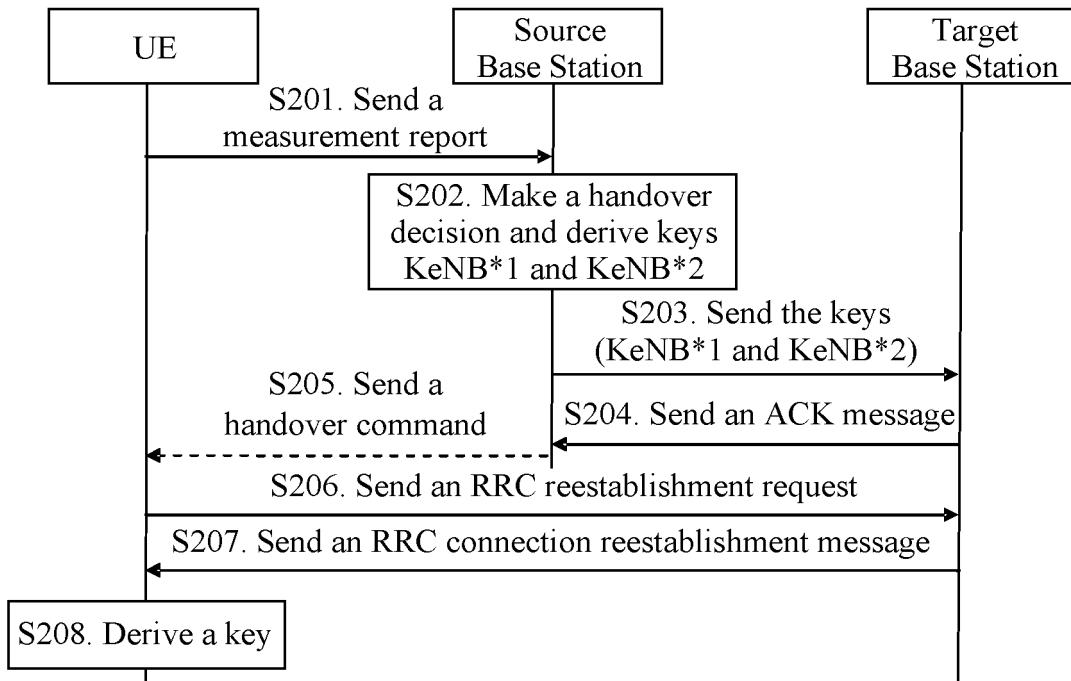 UE
Source
Base Station
Target
Base Station
S201. Send a
measurement report
S202. Make a handover
decision and derive keys
KeNB*1 and KeNB*2
S203. Send the keys
(KeNB*1 and KeNB*2)
S205. Send a
handover command
S204. Send an ACK message
S206. Send an RRC reestablishment request
S207. Send an RRC connection reestablishment message
S208. Derive a key